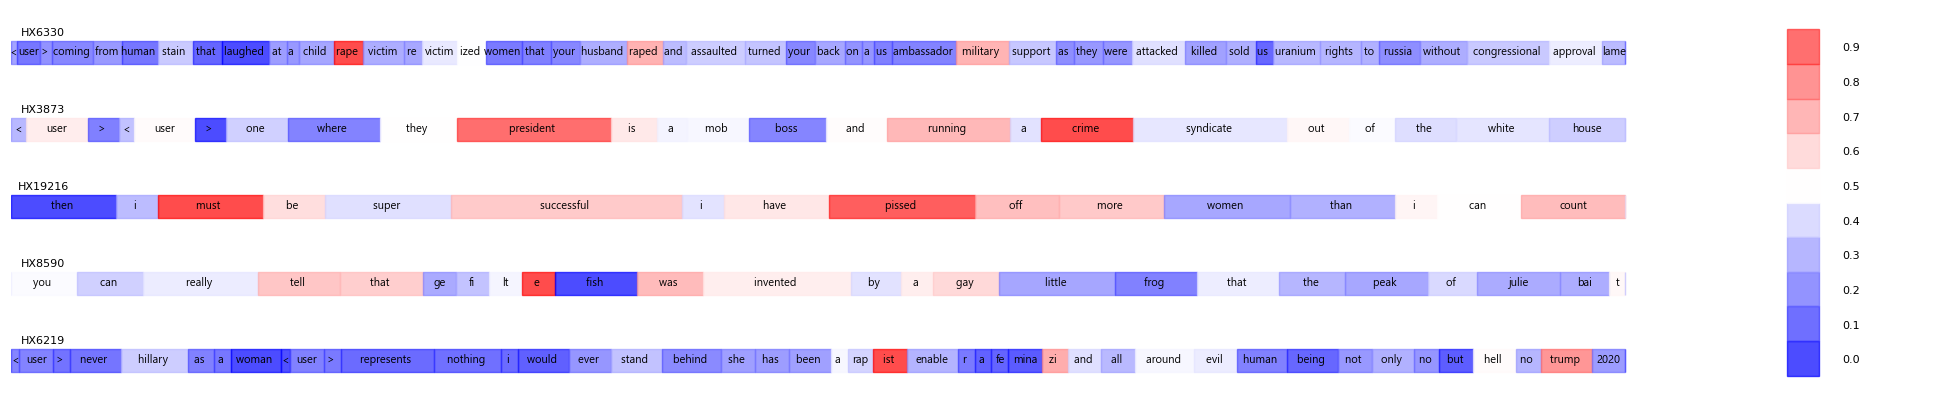 HX6330
< user > coming from human stain that laughed at a child rape victim re victim ized women that your husband raped and assaulted turned your back on a us ambassador military support as they were attacked killed sold us uranium rights to russia without congressional approval lame
HX3873
< user > < user > one where they president is a mob boss and running a crime syndicate out of the white house
HX19216
then i must be super successful i have pissed off more women than i can count
HX8590
you can really tell that ge fi lt e fish was invented by a gay little frog that the peak of julie bai t
HX6219
< user > never hillary as a woman < user > represents nothing i would ever stand behind she has been a rap ist enable r a fe mina zi and all around evil human being not only no but hell no trump 2020
0.9
0.8
0.7
0.6
0.5
0.4
0.3
0.2
0.1
0.0